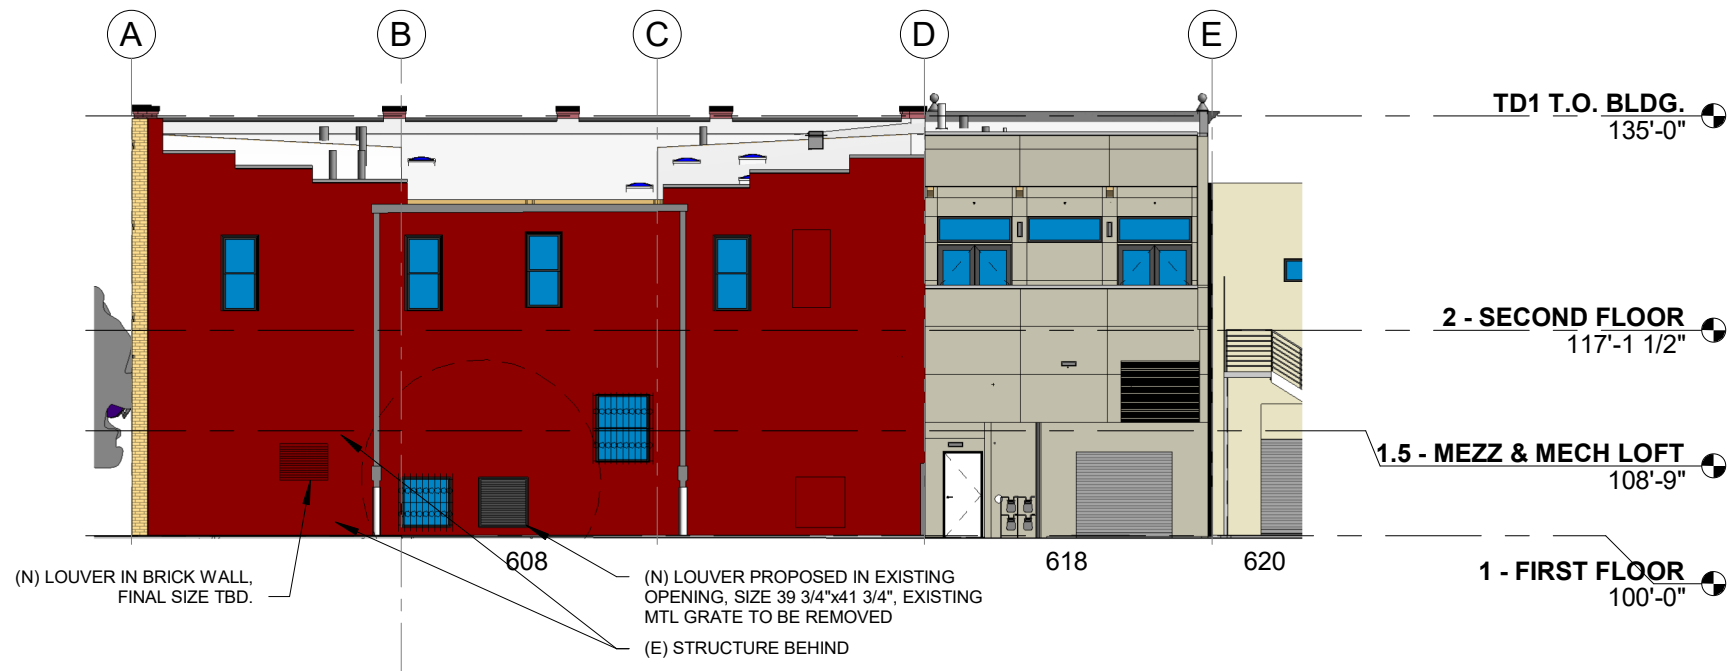 A B C D E
TD1 T.O. BLDG.
135'-0"
2 - SECOND FLOOR
117'-1 1/2"
1.5 - MEZZ & MECH LOFT
108'-9"
1 - FIRST FLOOR
100'-0"
608
618
620
(N) LOUVER IN BRICK WALL,
FINAL SIZE TBD.
(N) LOUVER PROPOSED IN EXISTING
OPENING, SIZE 39 3/4"x41 3/4", EXISTING
MTL GRATE TO BE REMOVED
(E) STRUCTURE BEHIND